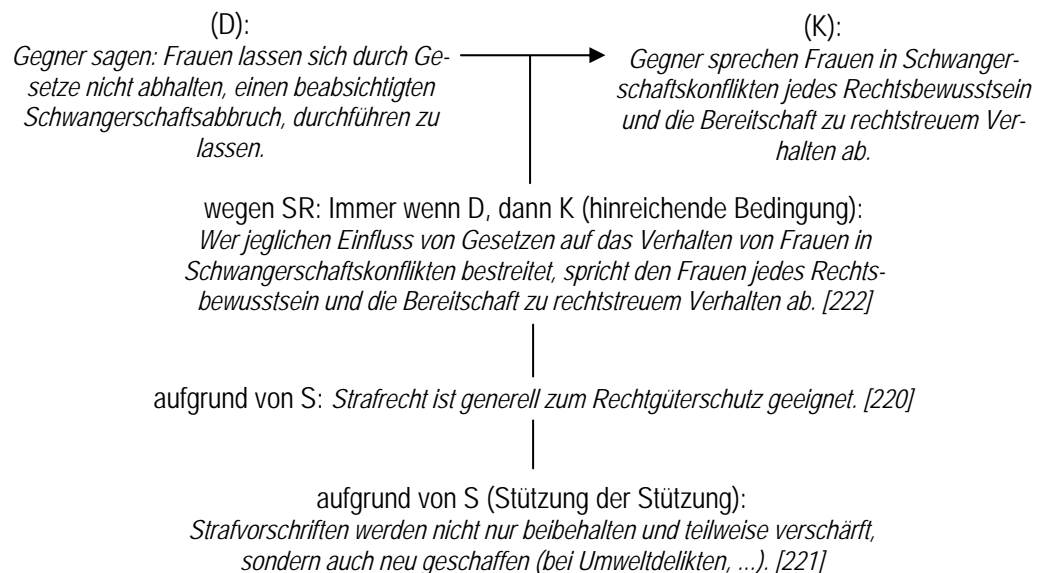 (D):
Gegner sagen: Frauen lassen sich durch Ge-
setze nicht abhalten, einen beabsichtigten
Schwangerschaftsabbruch, durchführen zu
lassen.
(K):
Gegner sprechen Frauen in Schwanger-
schaftskonflikten jedes Rechtsbewusstsein
und die Bereitschaft zu rechtstreuem Ver-
halten ab.
wegen SR: Immer wenn D, dann K (hinreichende Bedingung):
Wer jeglichen Einfluss von Gesetzen auf das Verhalten von Frauen in
Schwangerschaftskonflikten bestreitet, spricht den Frauen jedes Rechts-
bewusstsein und die Bereitschaft zu rechtstreuem Verhalten ab. [222]
aufgrund von S: Strafrecht ist generell zum Rechtgüterschutz geeignet. [220]
aufgrund von S (Stützung der Stützung):
Strafvorschriften werden nicht nur beibehalten und teilweise verschärft,
sondern auch neu geschaffen (bei Umweltdelikten, ...). [221]